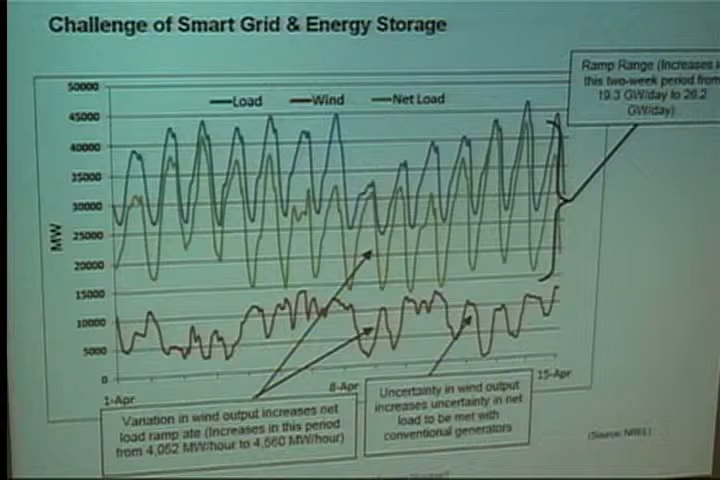 Challenge of Smart Grid & Energy Storage
Ramp Range (Increases
this two-week period from
19.3 GW/day to 26.2
GW/day)
Load
Wind
Net Load
50000
45000
40000
35000
30000
25000
20000
15000
10000
5000
0
MW
1-Apr
8-Apr
15-Apr
Variation in wind output increases net
load ramp ate (Increases in this period
from 4,052 MW/hour to 4,560 MW/hour)
Uncertainty in wind output
increases uncertainty in net
load to be met with
conventional generators
(Source: NREL)